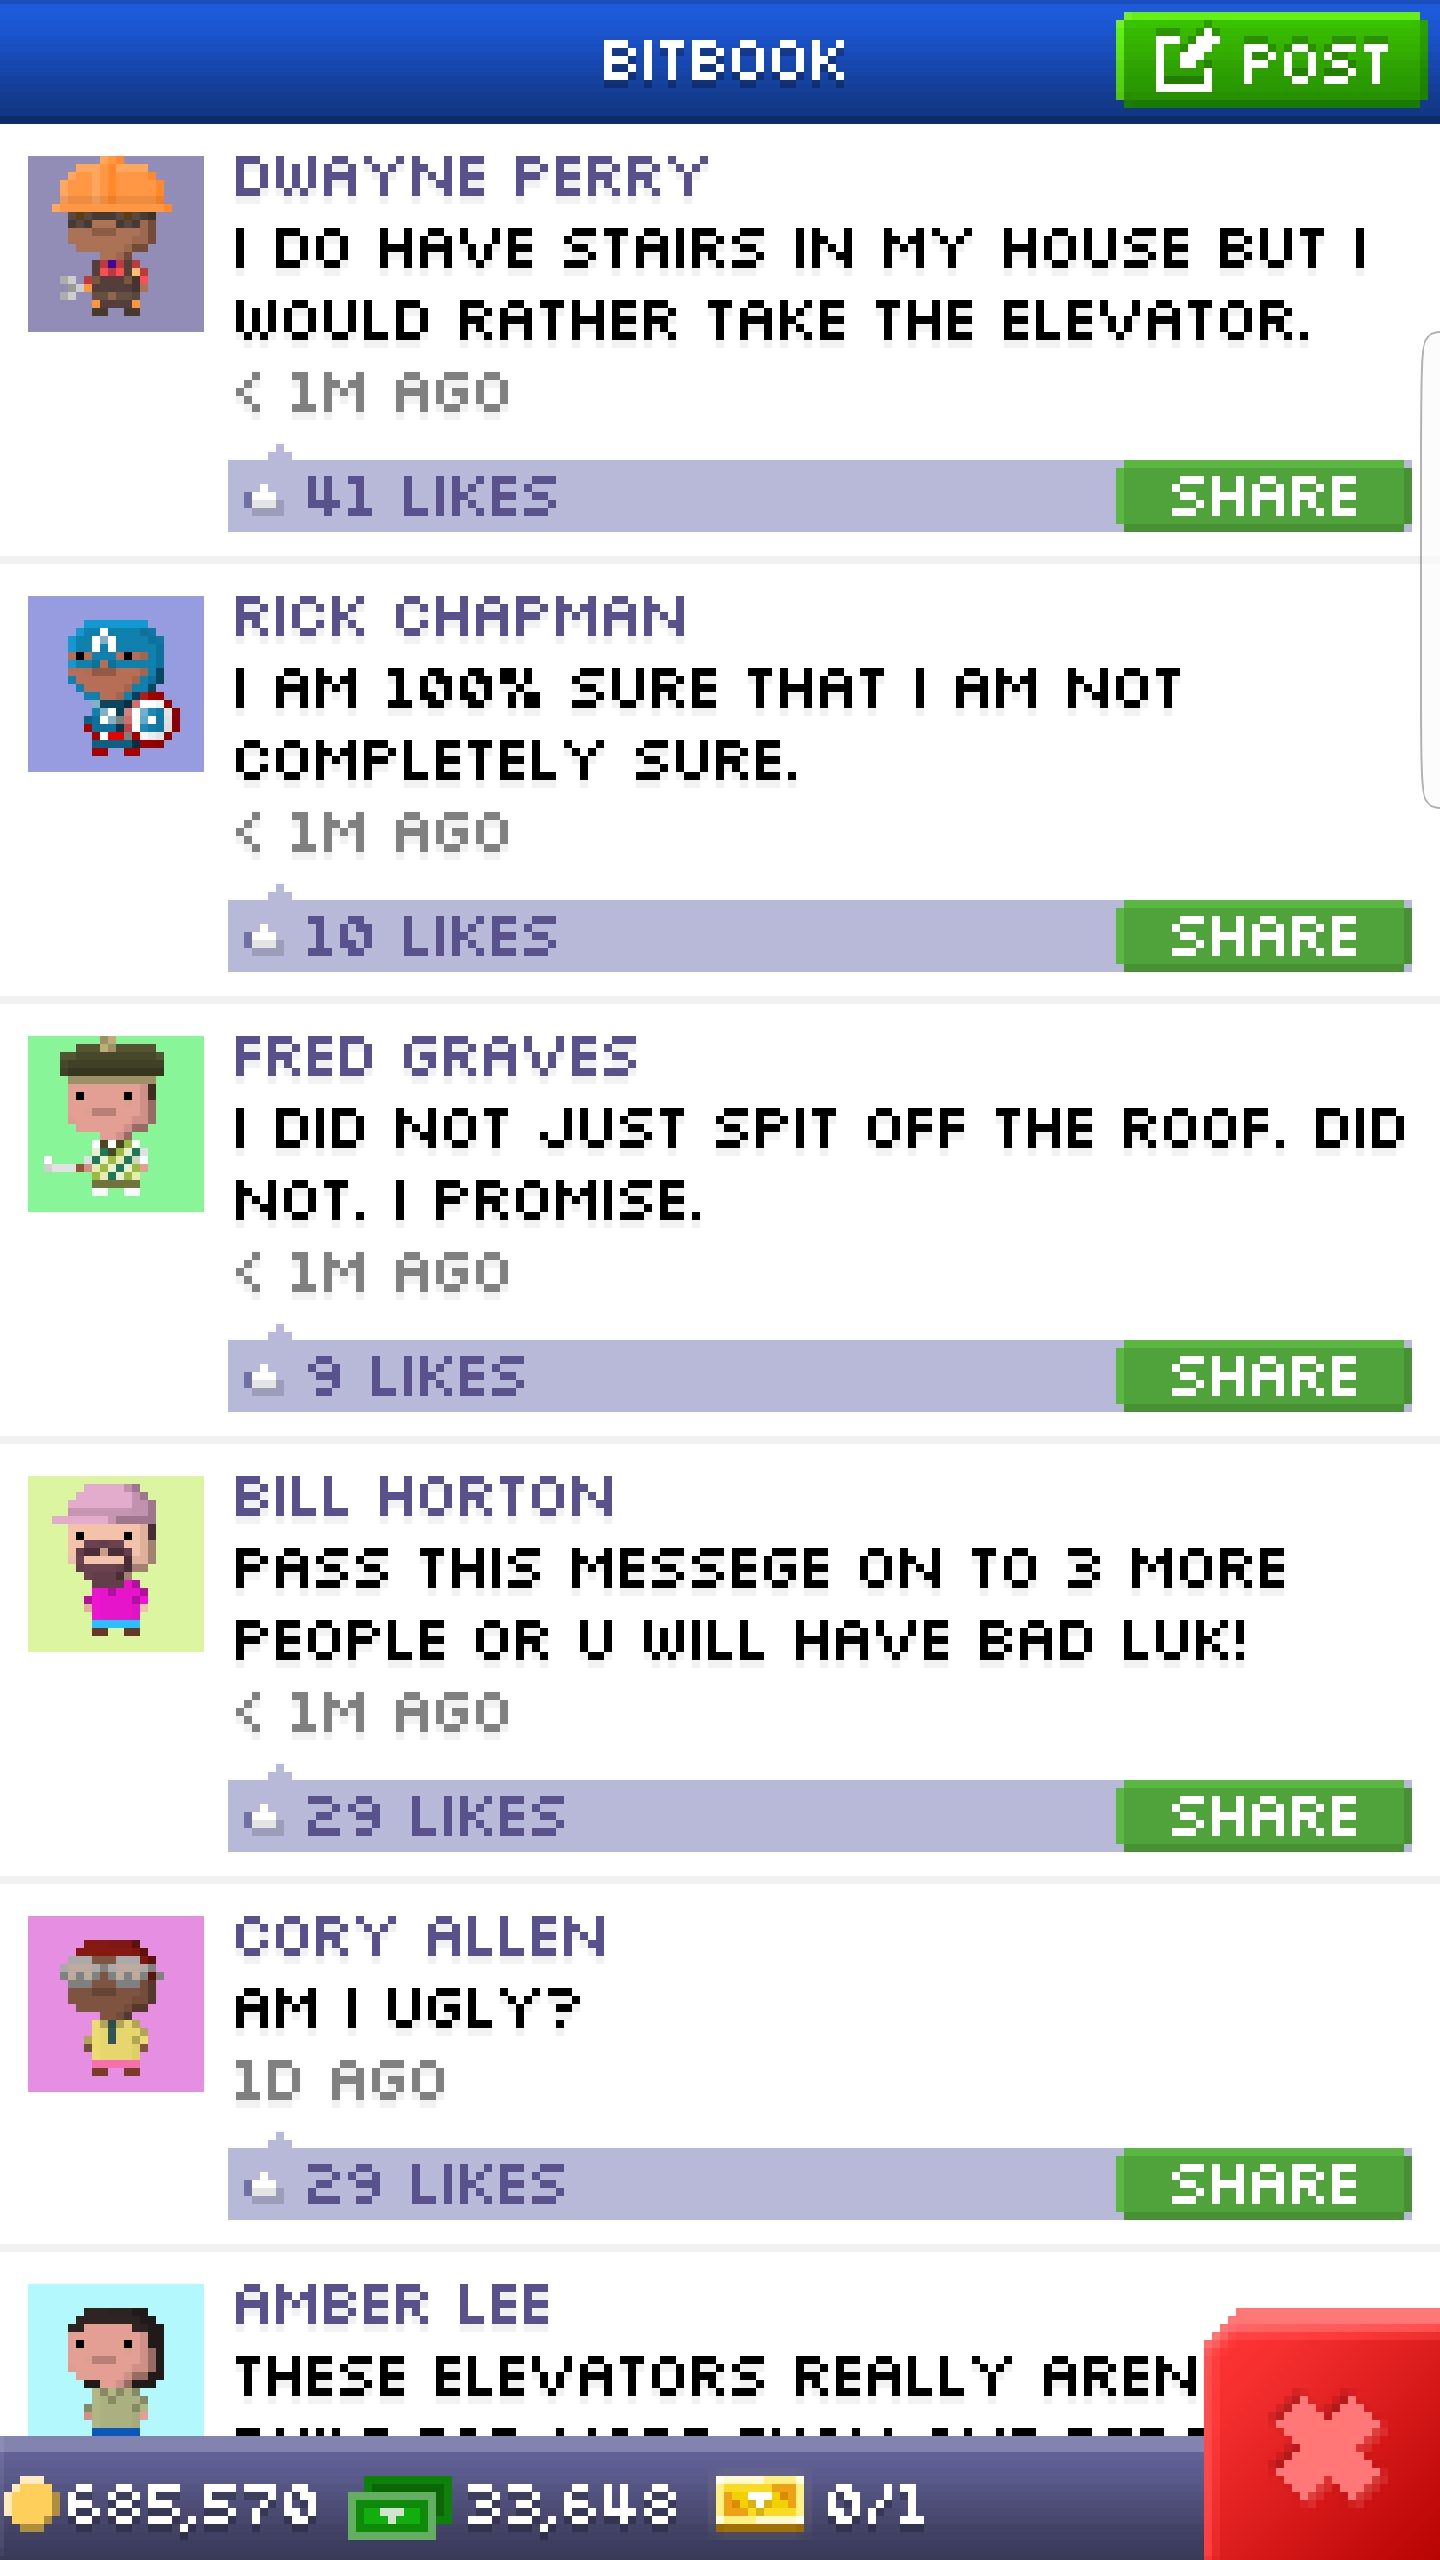 BITBOOK
POST
DWAYNE PERRY
I DO HAVE STAIRS IN MY HOUSE BUT I
WOULD RATHER TAKE THE ELEVATOR.
< 1M AGO
41 LIKES
SHARE
RICK CHAPMAN
I AM 100% SURE THAT I AM NOT
COMPLETELY SURE.
< 1M AGO
10 LIKES
SHARE
FRED GRAVES
I DID NOT JUST SPIT OFF THE ROOF. DID
NOT. I PROMISE.
< 1M AGO
9 LIKES
SHARE
BILL HORTON
PASS THIS MESSEGE ON TO 3 MORE
PEOPLE OR U WILL HAVE BAD LUK!
< 1M AGO
29 LIKES
SHARE
CORY ALLEN
AM I UGLY?
1D AGO
29 LIKES
SHARE
AMBER LEE
THESE ELEVATORS REALLY AREN
685,570 33,648 0/1